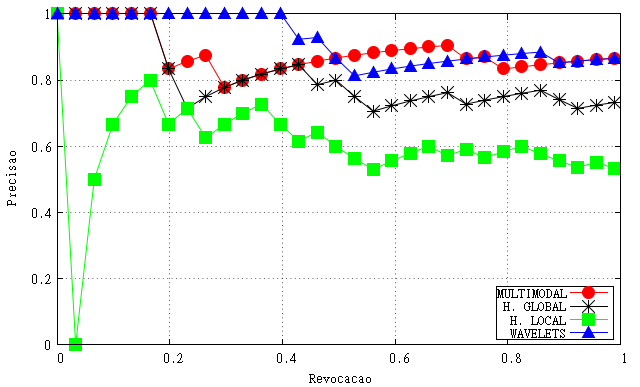 1
0.8
0.6
0.4
0.2
0
Precisao
MULTIMODAL
H. GLOBAL
H. LOCAL
WAVELETS
0 0.2 0.4 0.6 0.8 1
Revocacao